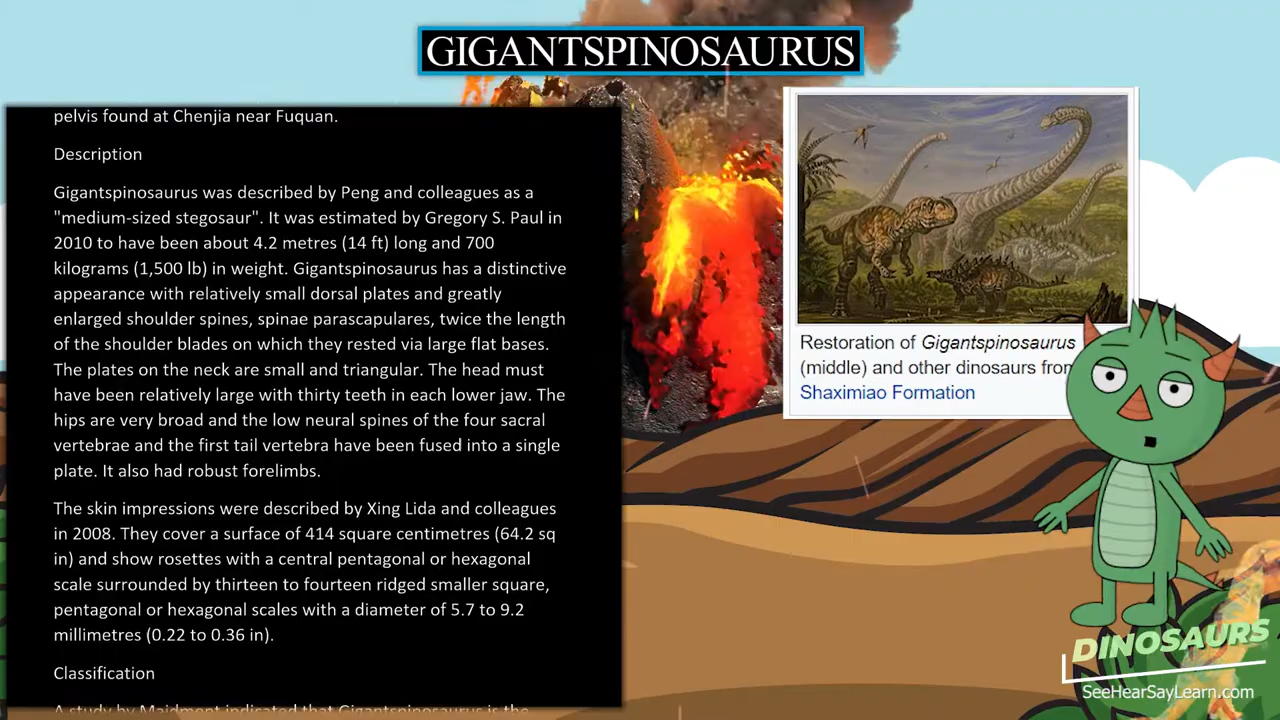 GIGANTSPINOSAURUS
pelvis found at Chenjia near Fuquan.
Description
Gigantspinosaurus was described by Peng and colleagues as a
"medium-sized stegosaur". It was estimated by Gregory S. Paul in
2010 to have been about 4.2 metres (14 ft) long and 700
kilograms (1,500 lb) in weight. Gigantspinosaurus has a distinctive
appearance with relatively small dorsal plates and greatly
enlarged shoulder spines, spinae parascapulares, twice the length
of the shoulder blades on which they rested via large flat bases.
The plates on the neck are small and triangular. The head must
have been relatively large with thirty teeth in each lower jaw. The
hips are very broad and the low neural spines of the four sacral
vertebrae and the first tail vertebra have been fused into a single
plate. It also had robust forelimbs.
The skin impressions were described by Xing Lida and colleagues
in 2008. They cover a surface of 414 square centimetres (64.2 sq
in) and show rosettes with a central pentagonal or hexagonal
scale surrounded by thirteen to fourteen ridged smaller square,
pentagonal or hexagonal scales with a diameter of 5.7 to 9.2
millimetres (0.22 to 0.36 in).
Classification
A study by Maidment indicated that Gigantspinosaurus is the
Restoration of Gigantspinosaurus
(middle) and other dinosaurs from
Shaximiao Formation
DINOSAURS
SeeHearSayLearn.com